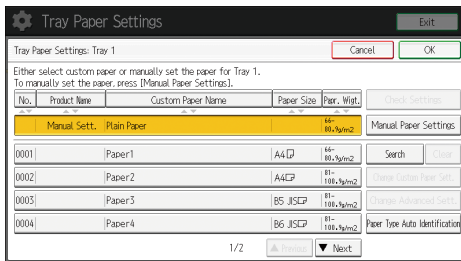 Tray Paper Settings
Exit
Tray Paper Settings: Tray 1
Cancel
OK
Either select custom paper or manually set the paper for Tray 1.
To manually set the paper, press [Manual Paper Settings].
No. Product Name Custom Paper Name Paper Size Papr. Wigt.
Check Settings
Manual Sett. Plain Paper 66-80.9g/m2
Manual Paper Settings
0001 Paper1 A4 66-80.9g/m2
Search
Clear
0002 Paper2 A4 81-100.9g/m2
Change Custom Paper Sett.
0003 Paper3 B5 JIS 81-100.9g/m2
Change Advanced Sett.
0004 Paper4 B6 JIS 81-100.9g/m2
Paper Type Auto Identification
1/2
▲ Previous
▼ Next